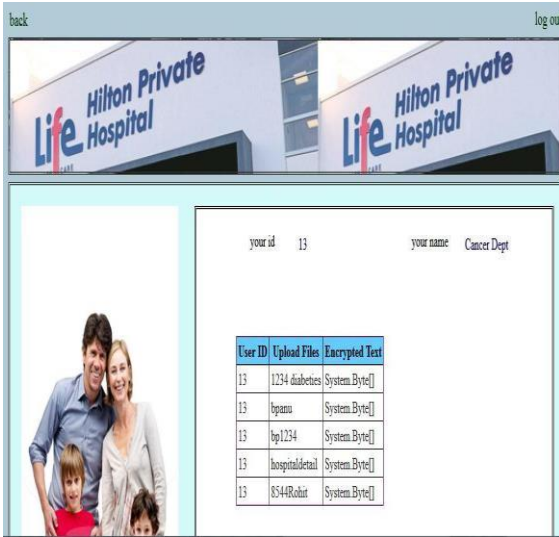 back
log ou
Life Hilton Private Hospital
Life Hilton Private Hospital
your id 13 your name Cancer Dept
User ID Upload Files Encrypted Text
13 1234 diabeties System.Byte[]
13 bpanu System.Byte[]
13 bp1234 System.Byte[]
13 hospitaldetail System.Byte[]
13 8544Rohit System.Byte[]